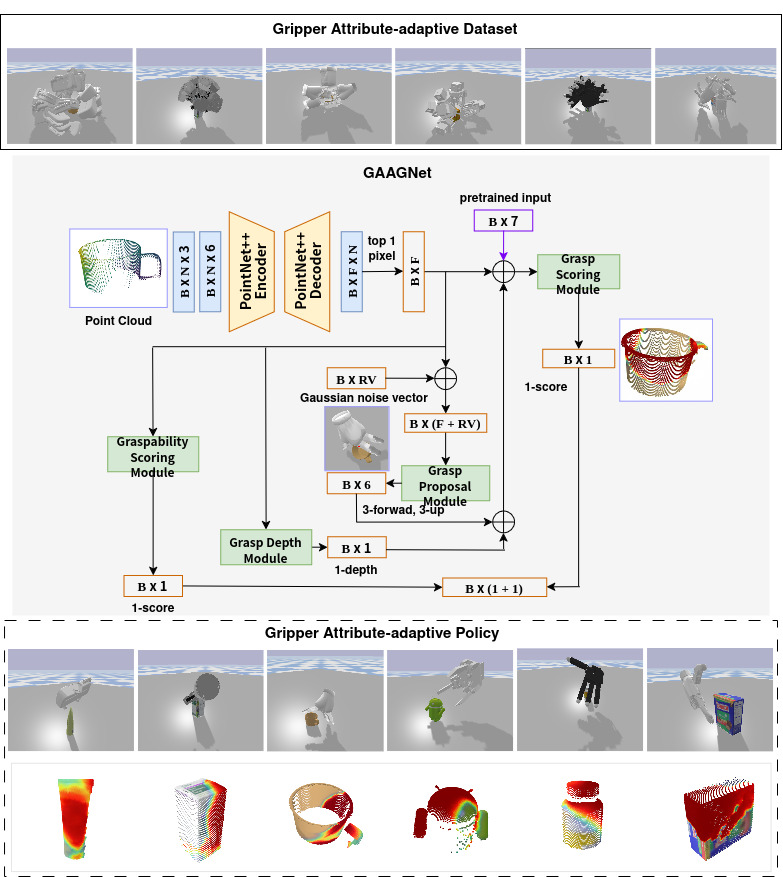 Gripper Attribute-adaptive Dataset
GAAGNet
pretrained input
B X 7
B X N X 3
B X N X 6
PointNet++
Encoder
PointNet++
Decoder
B X F X N
top 1
pixel
B X F
Grasp
Scoring
Module
Point Cloud
B X 1
1-score
B X RV
Gaussian noise vector
B X (F + RV)
Graspability
Scoring
Module
Grasp
Proposal
Module
B X 6
3-forwad, 3-up
Grasp Depth
Module
B X 1
1-depth
B X 1
1-score
B X (1 + 1)
Gripper Attribute-adaptive Policy